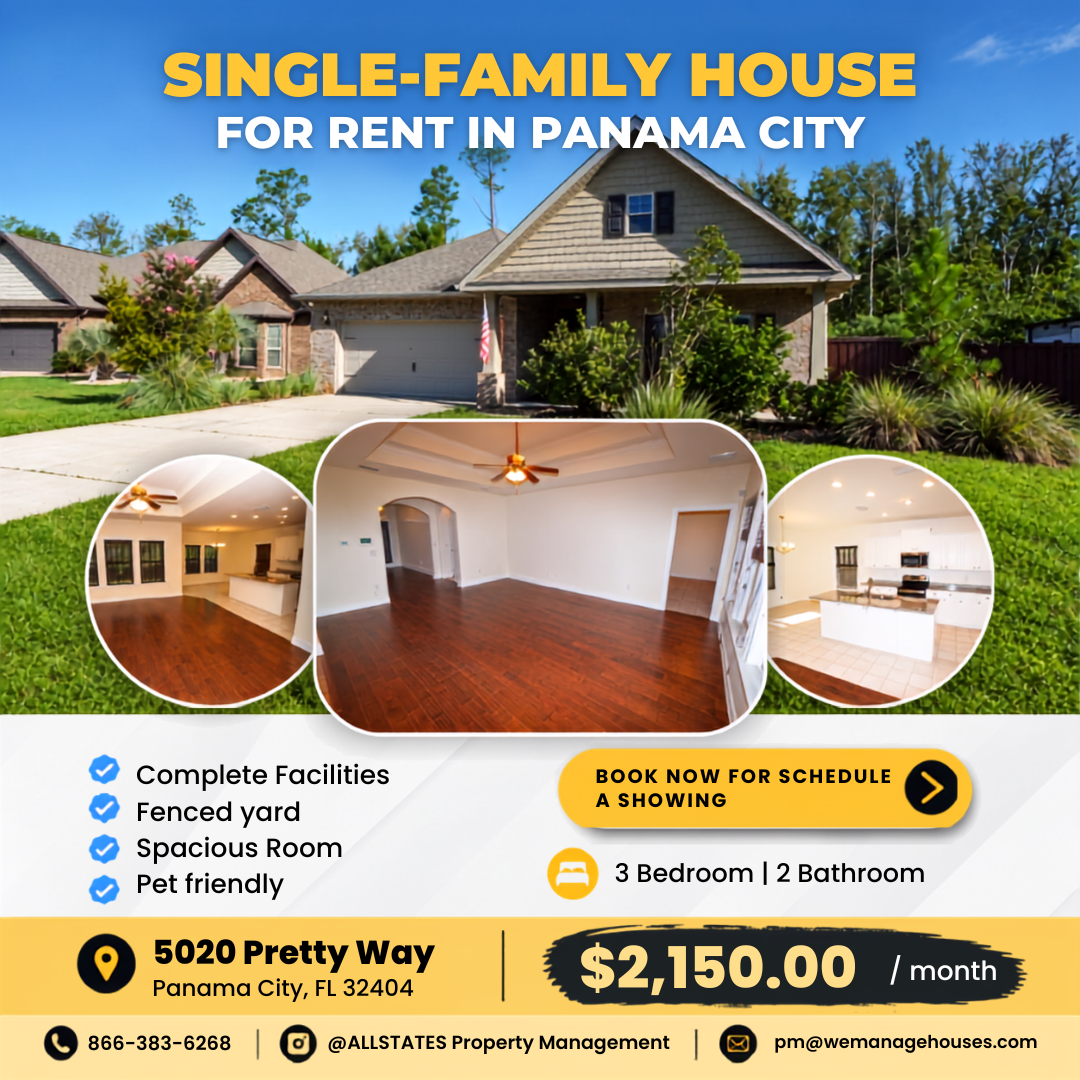 SINGLE-FAMILY HOUSE
FOR RENT IN PANAMA CITY
Complete Facilities
Fenced yard
Spacious Room
Pet friendly
BOOK NOW FOR SCHEDULE
A SHOWING
3 Bedroom | 2 Bathroom
5020 Pretty Way
Panama City, FL 32404
$2,150.00 / month
866-383-6268 | @ALLSTATES Property Management | pm@wemanagehouses.com